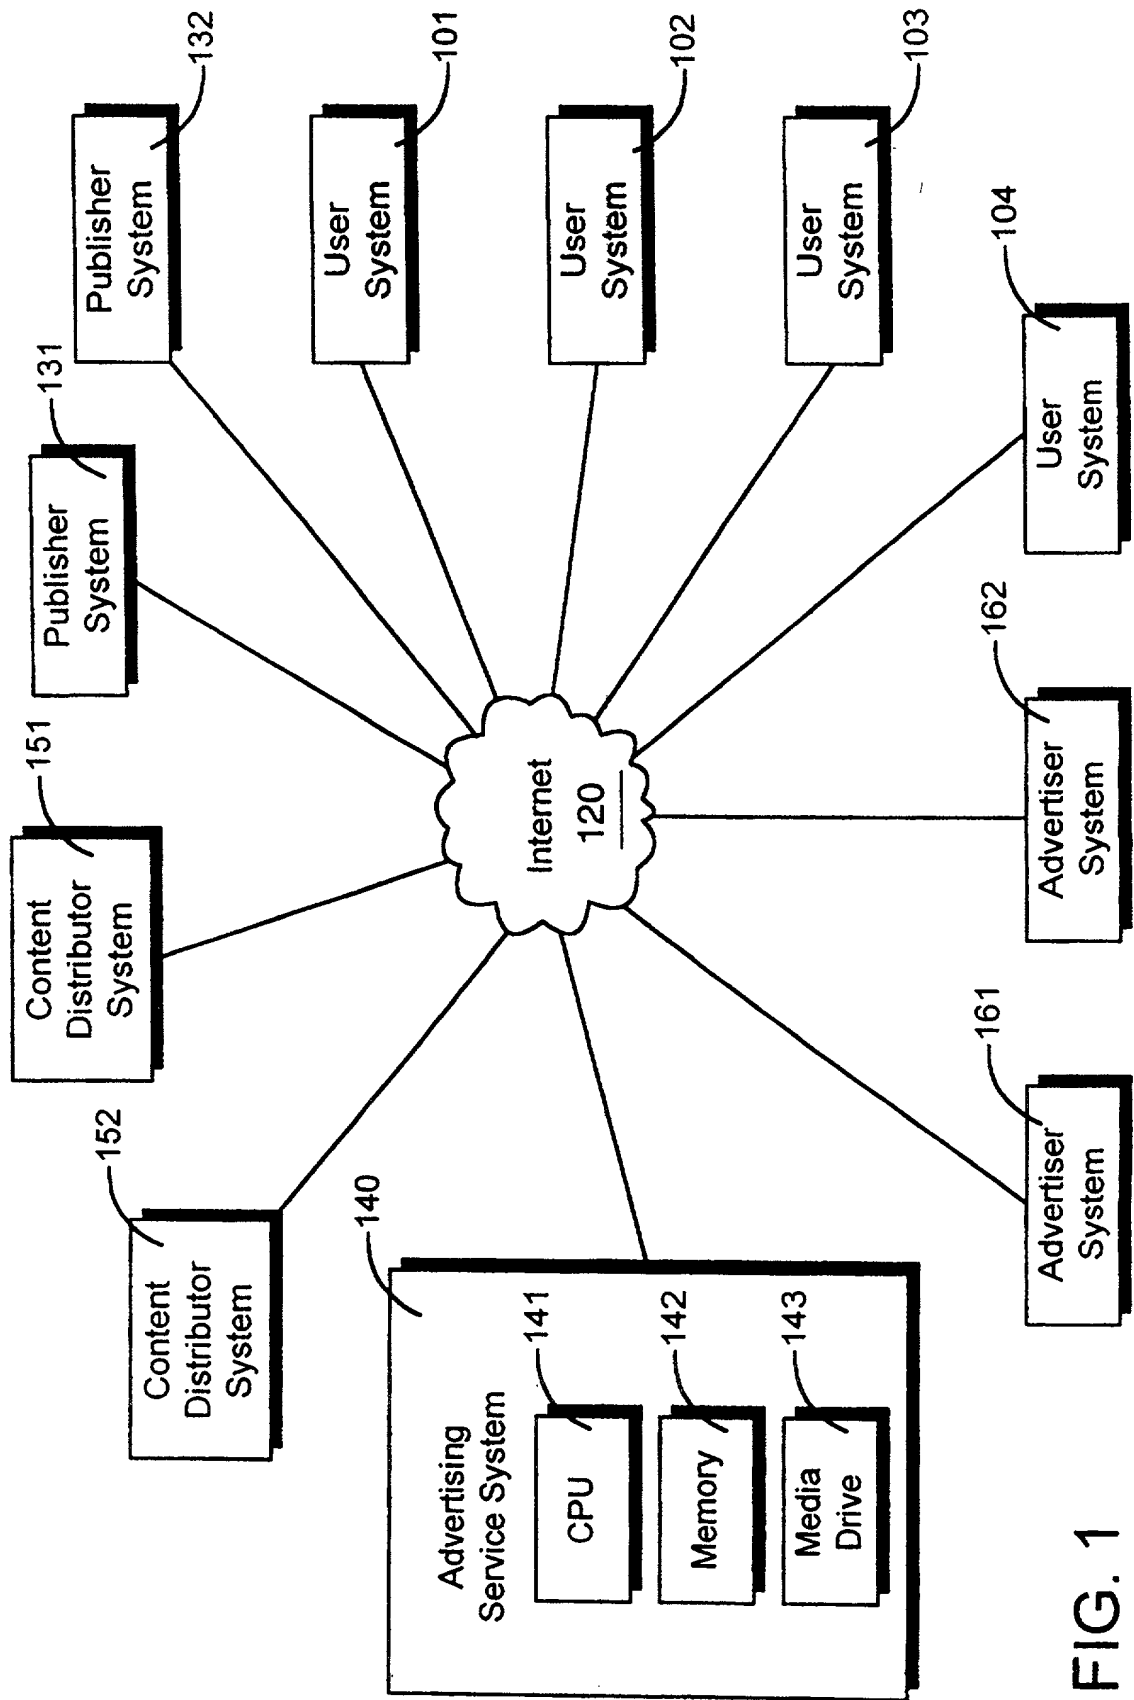 152
Content
Distributor
System
151
Content
Distributor
System
131
Publisher
System
132
Publisher
System
140
Advertising
Service System
141
CPU
142
Memory
143
Media
Drive
Internet
120
101
User
System
102
User
System
103
User
System
161
Advertiser
System
162
Advertiser
System
104
User
System
FIG. 1